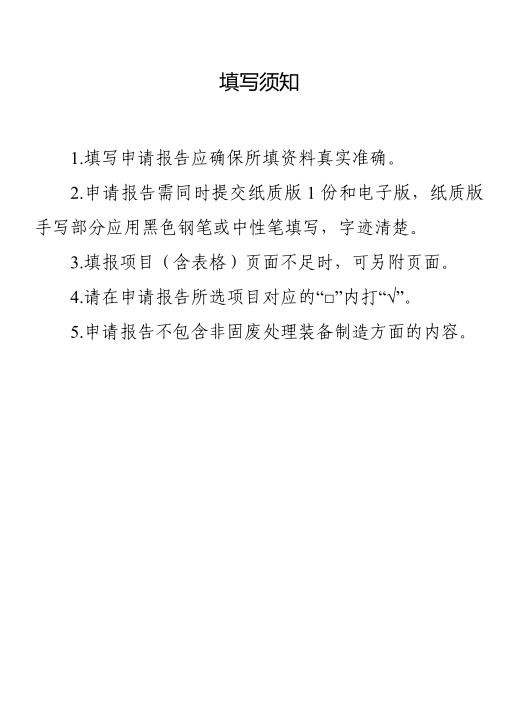 填写须知
1.填写申请报告应确保所填资料真实准确。
2.申请报告需同时提交纸质版 1 份和电子版，纸质版
手写部分应用黑色钢笔或中性笔填写，字迹清楚。
3.填报项目（含表格）页面不足时，可另附页面。
4.请在申请报告所选项目对应的“□”内打“√”。
5.申请报告不包含非固废处理装备制造方面的内容。